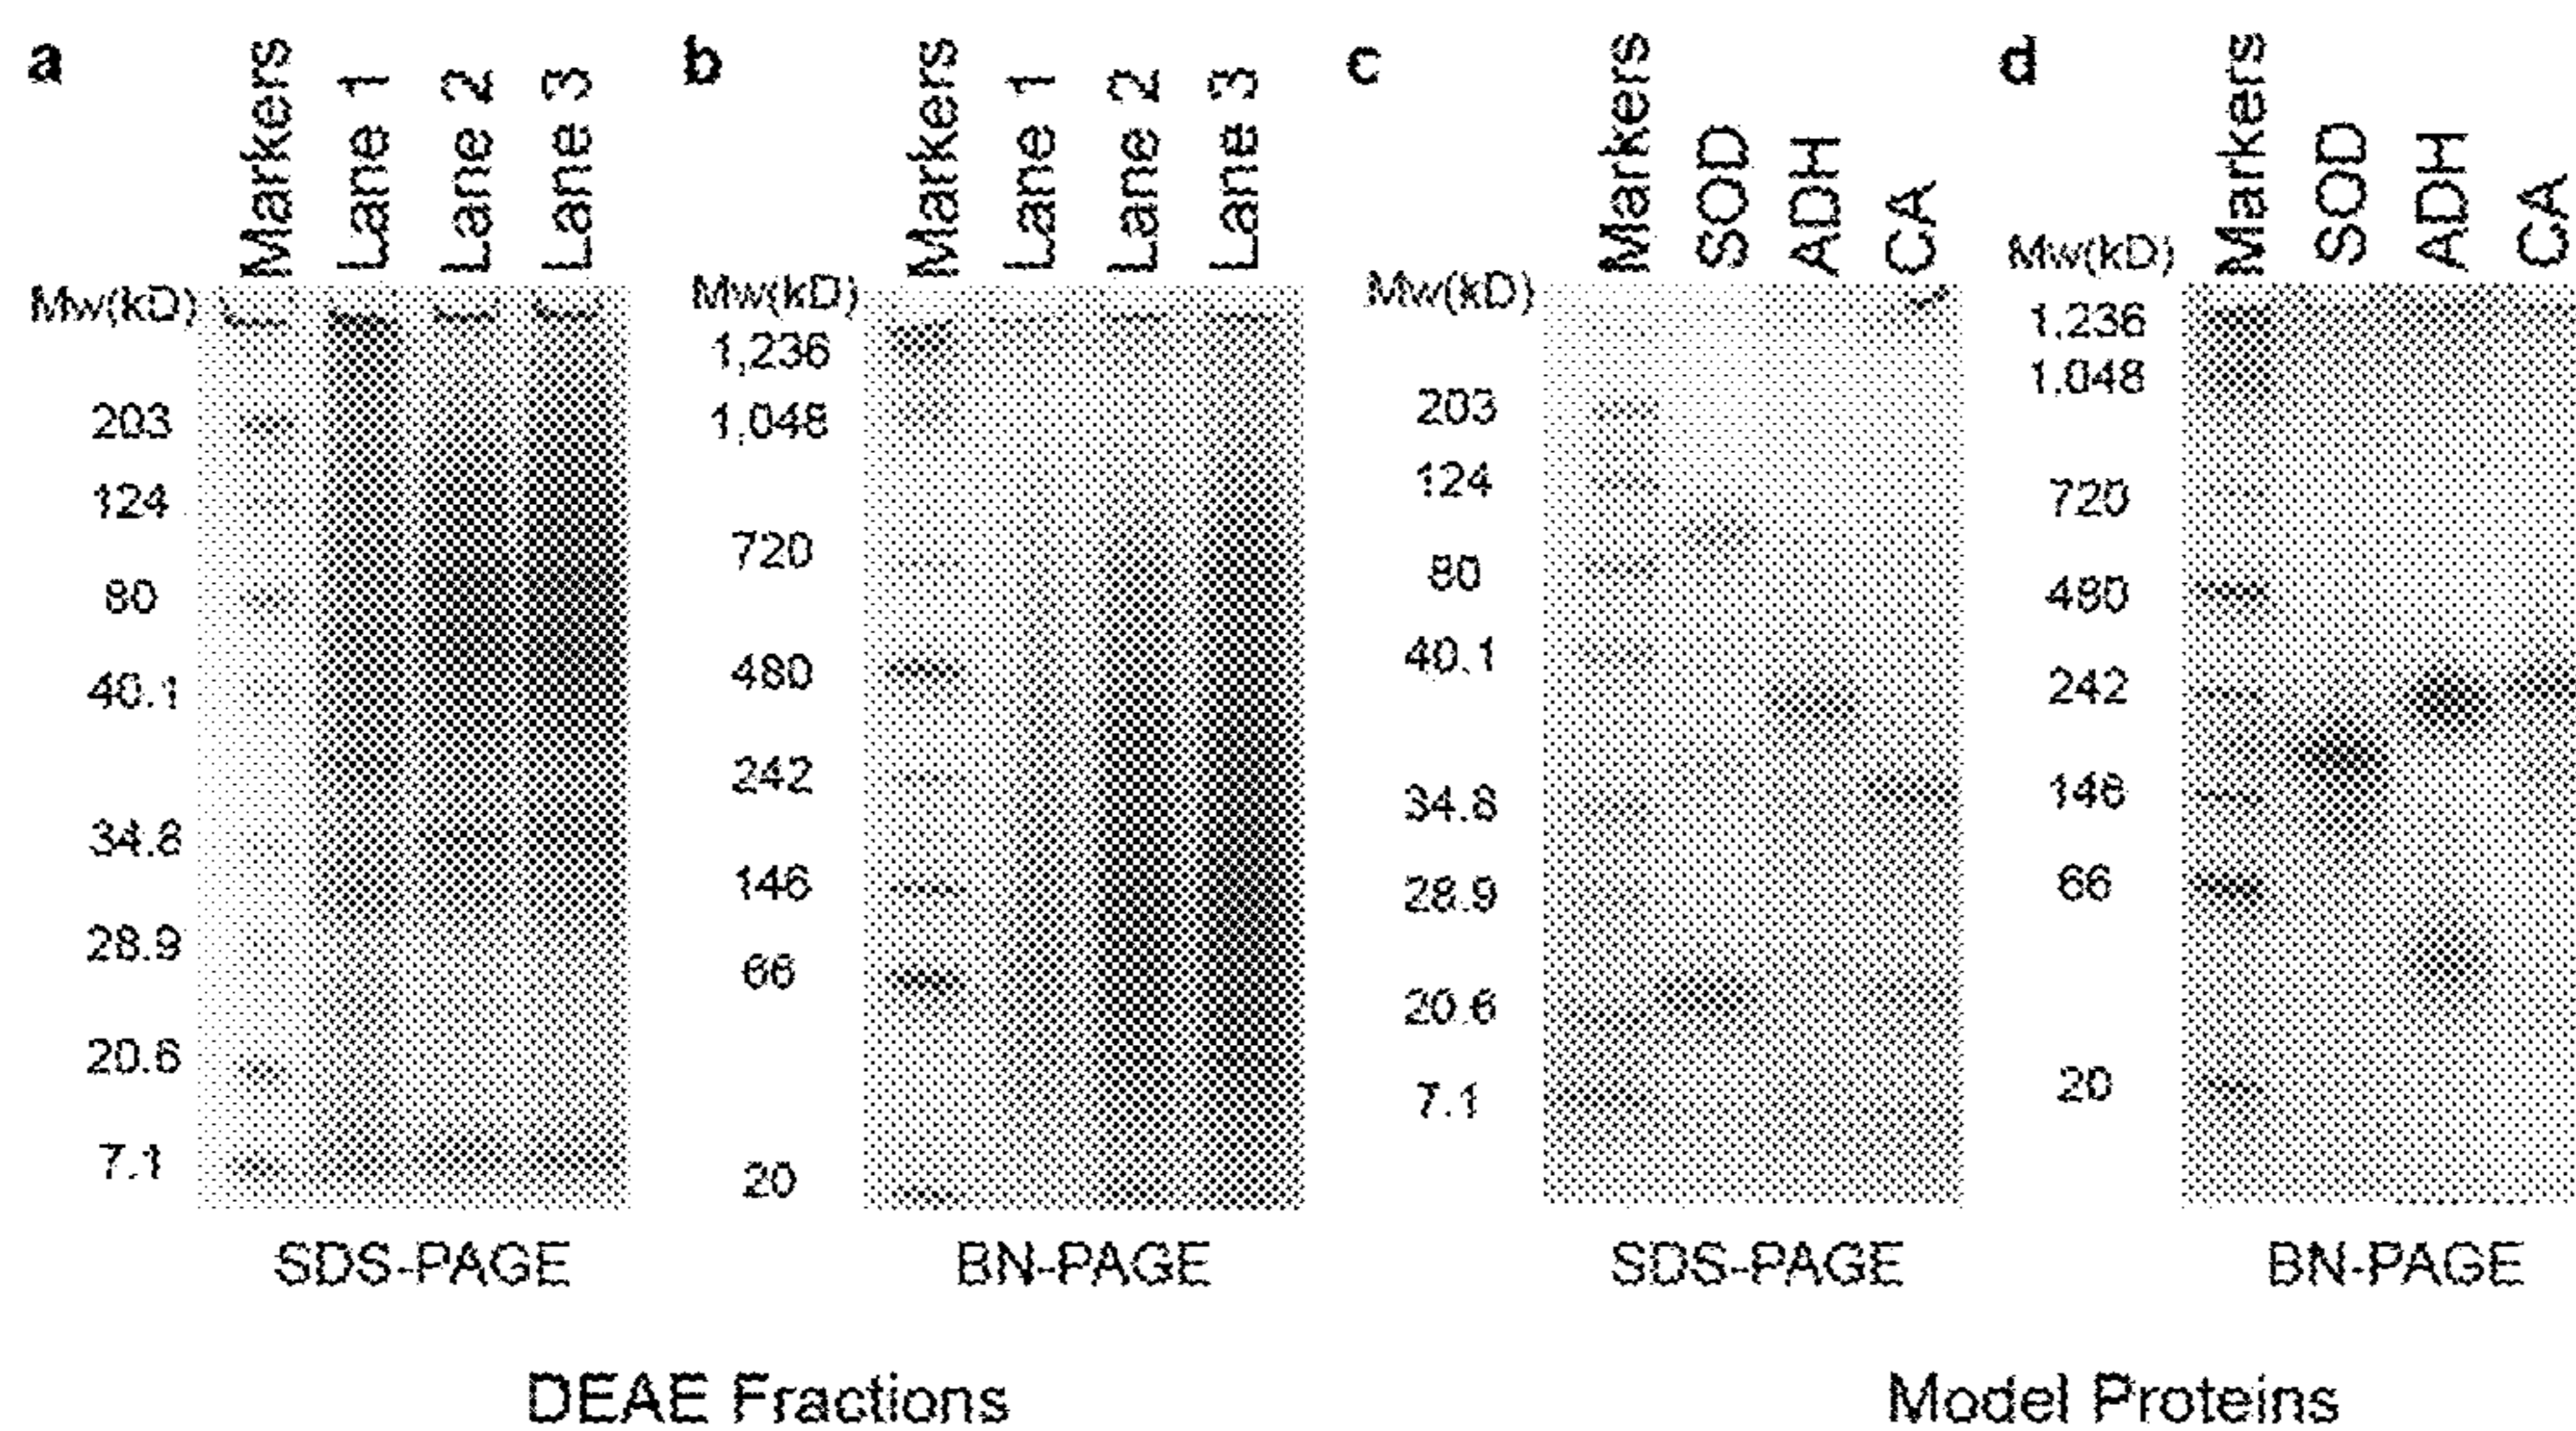 a
Markers
Lane 1
Lane 2
Lane 3
Mw(kD)
203
124
80
40.1
34.8
28.9
20.6
7.1
SDS-PAGE
b
Markers
Lane 1
Lane 2
Lane 3
Mw(kD)
1,236
1,048
720
480
242
146
66
20
BN-PAGE
DEAE Fractions
c
Markers
SOD
ADH
CA
Mw(kD)
203
124
80
40.1
34.8
28.9
20.6
7.1
SDS-PAGE
d
Markers
SOD
ADH
CA
Mw(kD)
1,236
1,048
720
480
242
146
66
20
BN-PAGE
Model Proteins